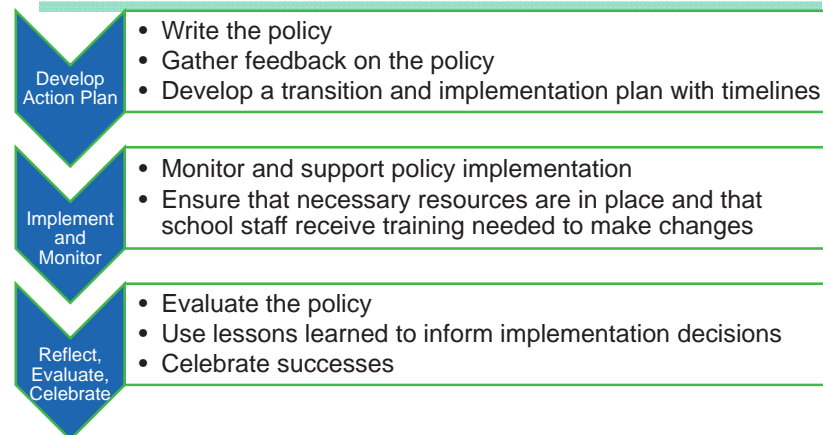 Develop
Action Plan
• Write the policy
• Gather feedback on the policy
• Develop a transition and implementation plan with timelines
Implement
and
Monitor
• Monitor and support policy implementation
• Ensure that necessary resources are in place and that
school staff receive training needed to make changes
Reflect,
Evaluate,
Celebrate
• Evaluate the policy
• Use lessons learned to inform implementation decisions
• Celebrate successes